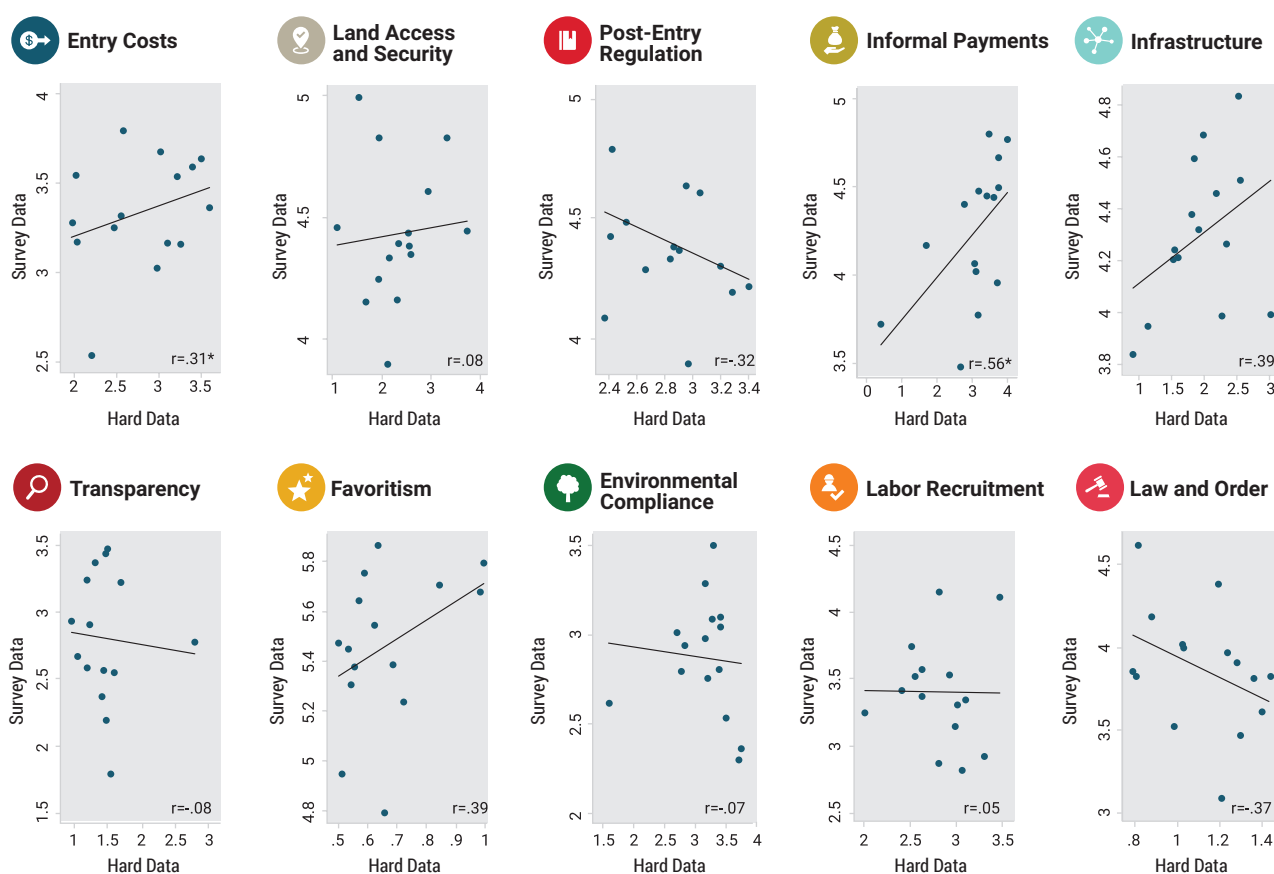 Entry Costs
Land Access
and Security
Post-Entry
Regulation
Informal Payments
Infrastructure
Survey Data
4
3.5
3
2.5
r=.31*
2 2.5 3 3.5
Hard Data
Survey Data
5
4.5
4
r=.08
1 2 3 4
Hard Data
Survey Data
5
4.5
4
r=-.32
2.4 2.6 2.8 3 3.2 3.4
Hard Data
Survey Data
5
4.5
4
3.5
r=.56*
0 1 2 3 4
Hard Data
Survey Data
4.8
4.6
4.4
4.2
4
3.8
r=.39
1 1.5 2 2.5 3
Hard Data
Transparency
Favoritism
Environmental
Compliance
Labor Recruitment
Law and Order
Survey Data
3.5
3
2.5
2
1.5
r=-.08
1 1.5 2 2.5 3
Hard Data
Survey Data
5.8
5.6
5.4
5.2
5
4.8
r=.39
.5 .6 .7 .8 .9 1
Hard Data
Survey Data
3.5
3
2.5
2
r=-.07
1.5 2 2.5 3 3.5 4
Hard Data
Survey Data
4.5
4
3.5
3
2.5
r=.05
2 2.5 3 3.5
Hard Data
Survey Data
4.5
4
3.5
3
r=-.37
.8 1 1.2 1.4
Hard Data